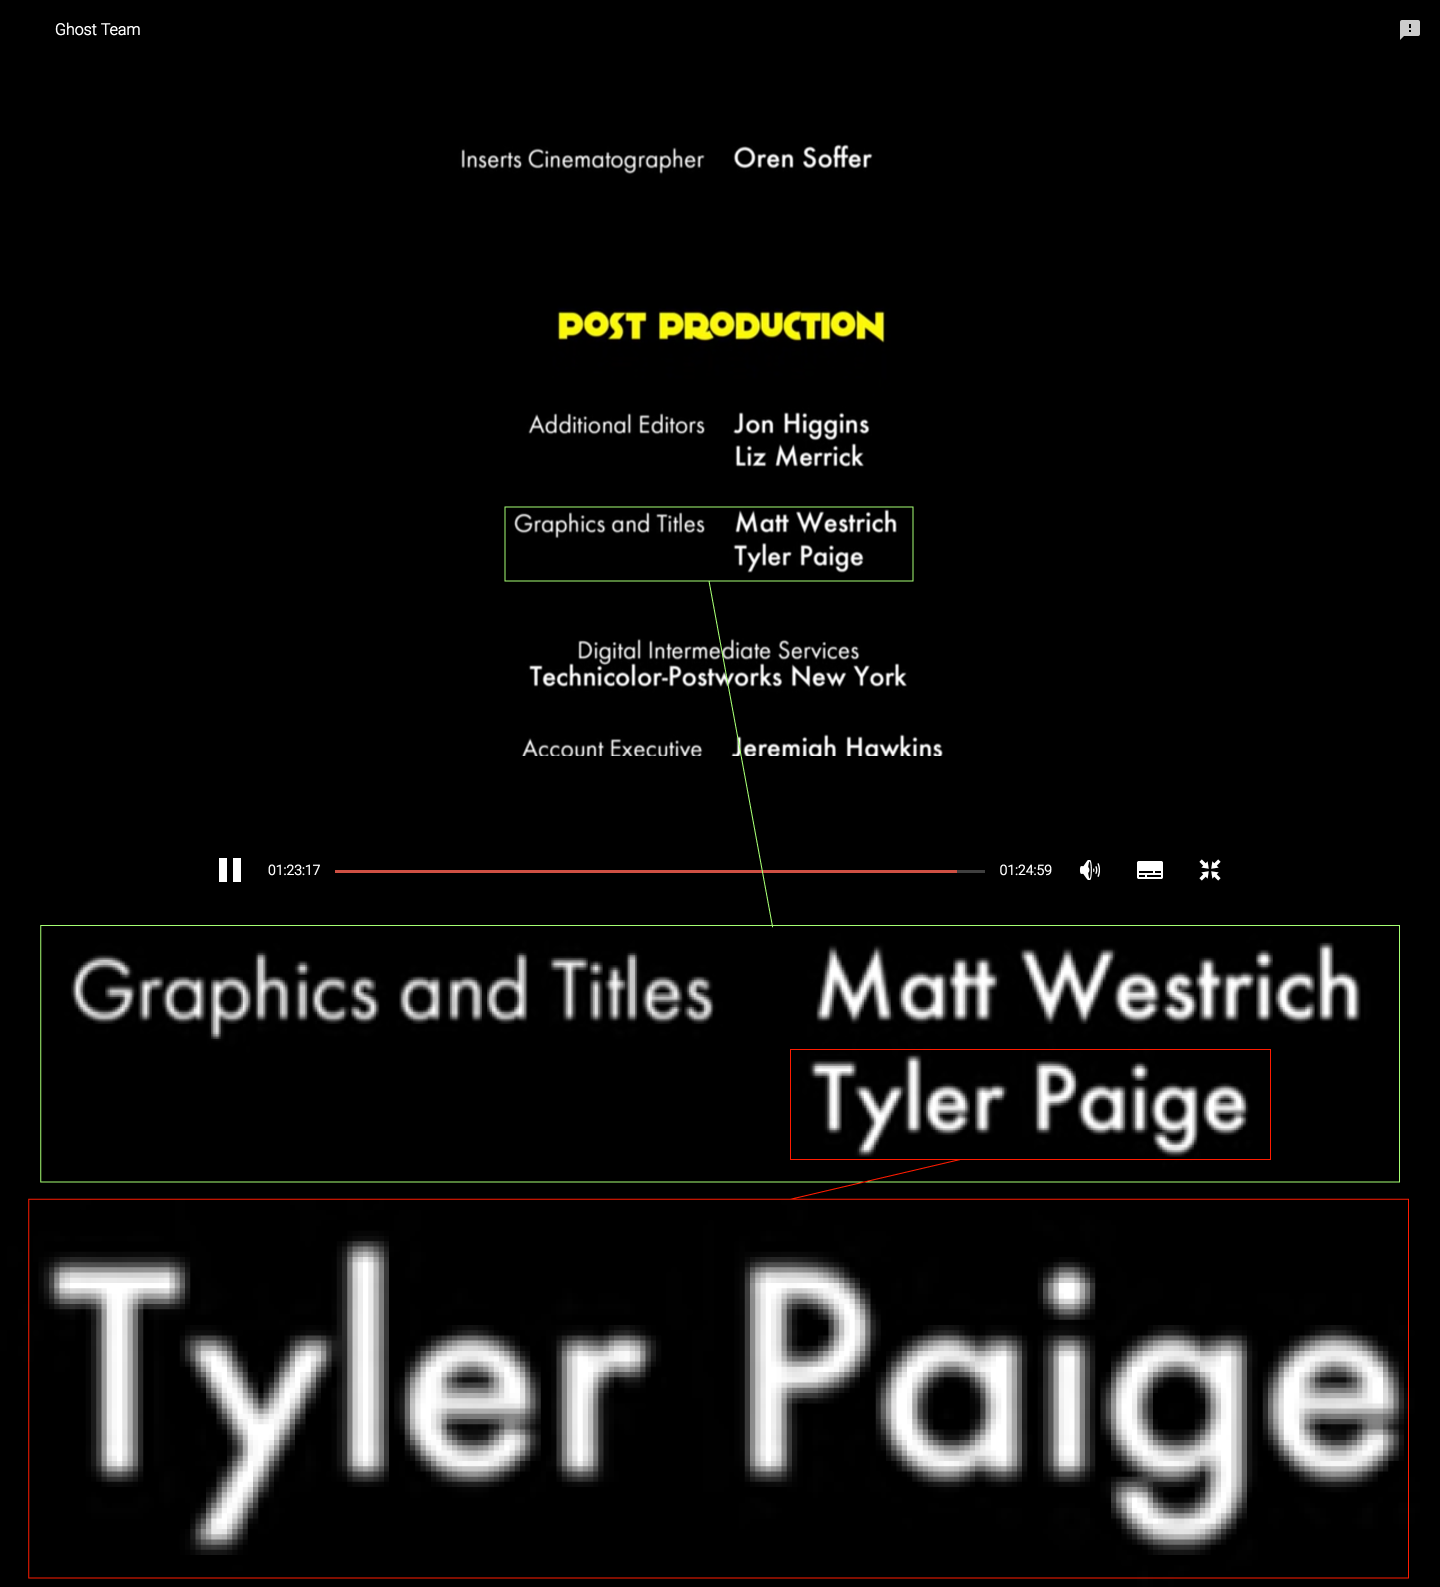 Ghost Team
Inserts Cinematographer Oren Soffer
POST PRODUCTION
Additional Editors Jon Higgins
Liz Merrick
Graphics and Titles Matt Westrich
Tyler Paige
Digital Intermediate Services
Technicolor-Postworks New York
Account Executive Jeremiah Hawkins
01:23:17 01:24:59
Graphics and Titles Matt Westrich
Tyler Paige
Tyler Paige